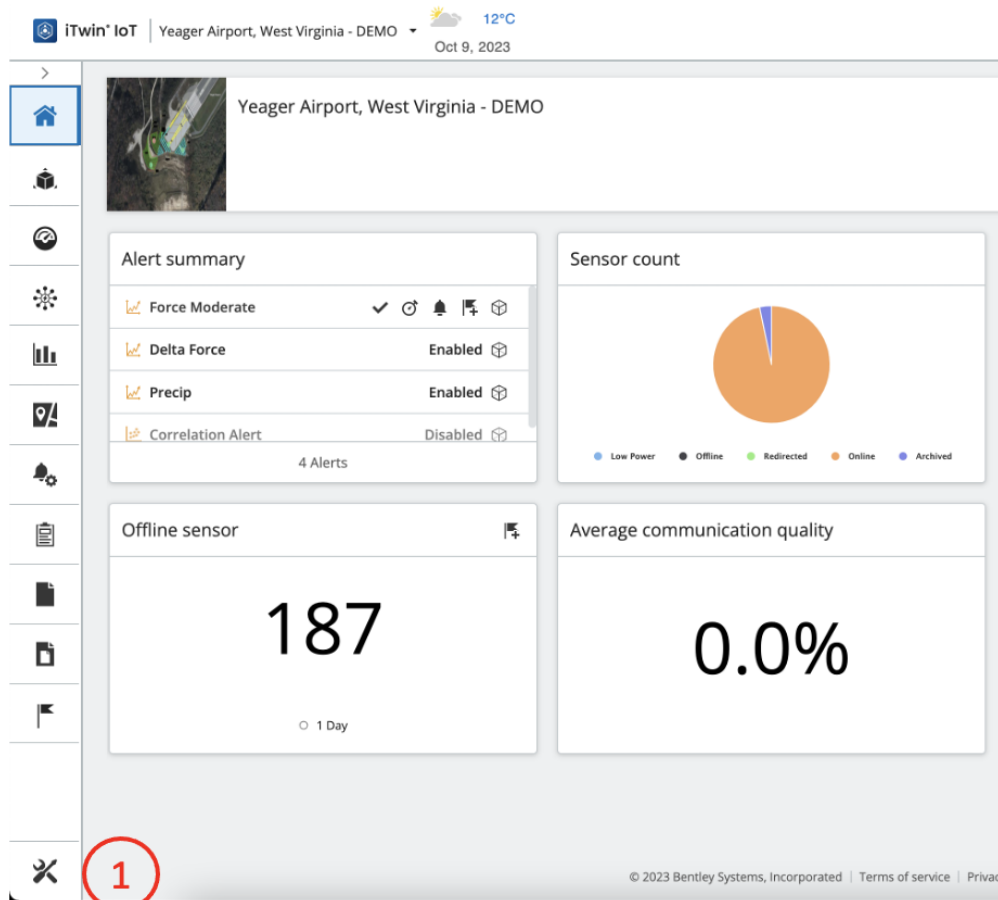 iTwin® IoT
Yeager Airport, West Virginia - DEMO
12°C
Oct 9, 2023
Yeager Airport, West Virginia - DEMO
Alert summary
Force Moderate
Delta Force Enabled
Precip Enabled
Correlation Alert Disabled
4 Alerts
Sensor count
Low Power Offline Redirected Online Archived
Offline sensor
187
1 Day
Average communication quality
0.0%
1
© 2023 Bentley Systems, Incorporated | Terms of service | Privac